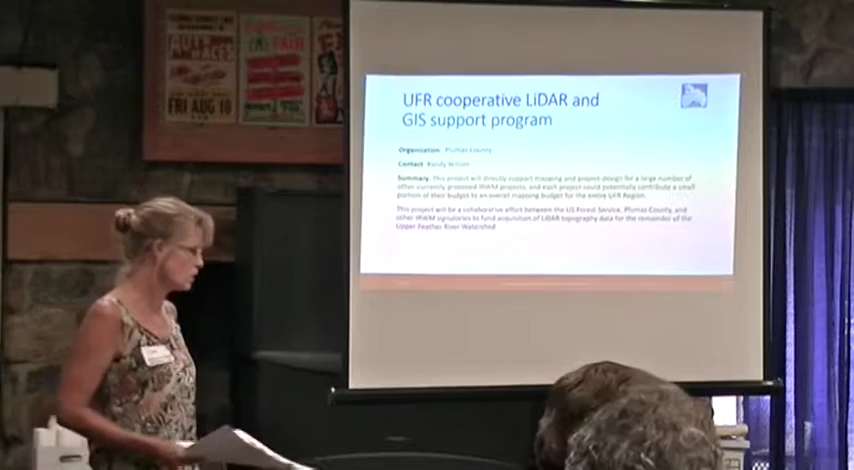 AUTO
RACES
FRI AUG 10
FAIR
UFR cooperative LiDAR and
GIS support program
Organization: Plumas County
Contact: Randy Wilson
Summary: This project will directly support mapping and project design for a large number of
other currently proposed IRWM projects, and each project could potentially contribute a small
portion of their budget to an overall mapping budget for the entire UFR Region.
This project will be a collaborative effort between the US Forest Service, Plumas County, and
other IRWM signatories to fund acquisition of LiDAR topography data for the remainder of the
Upper Feather River Watershed